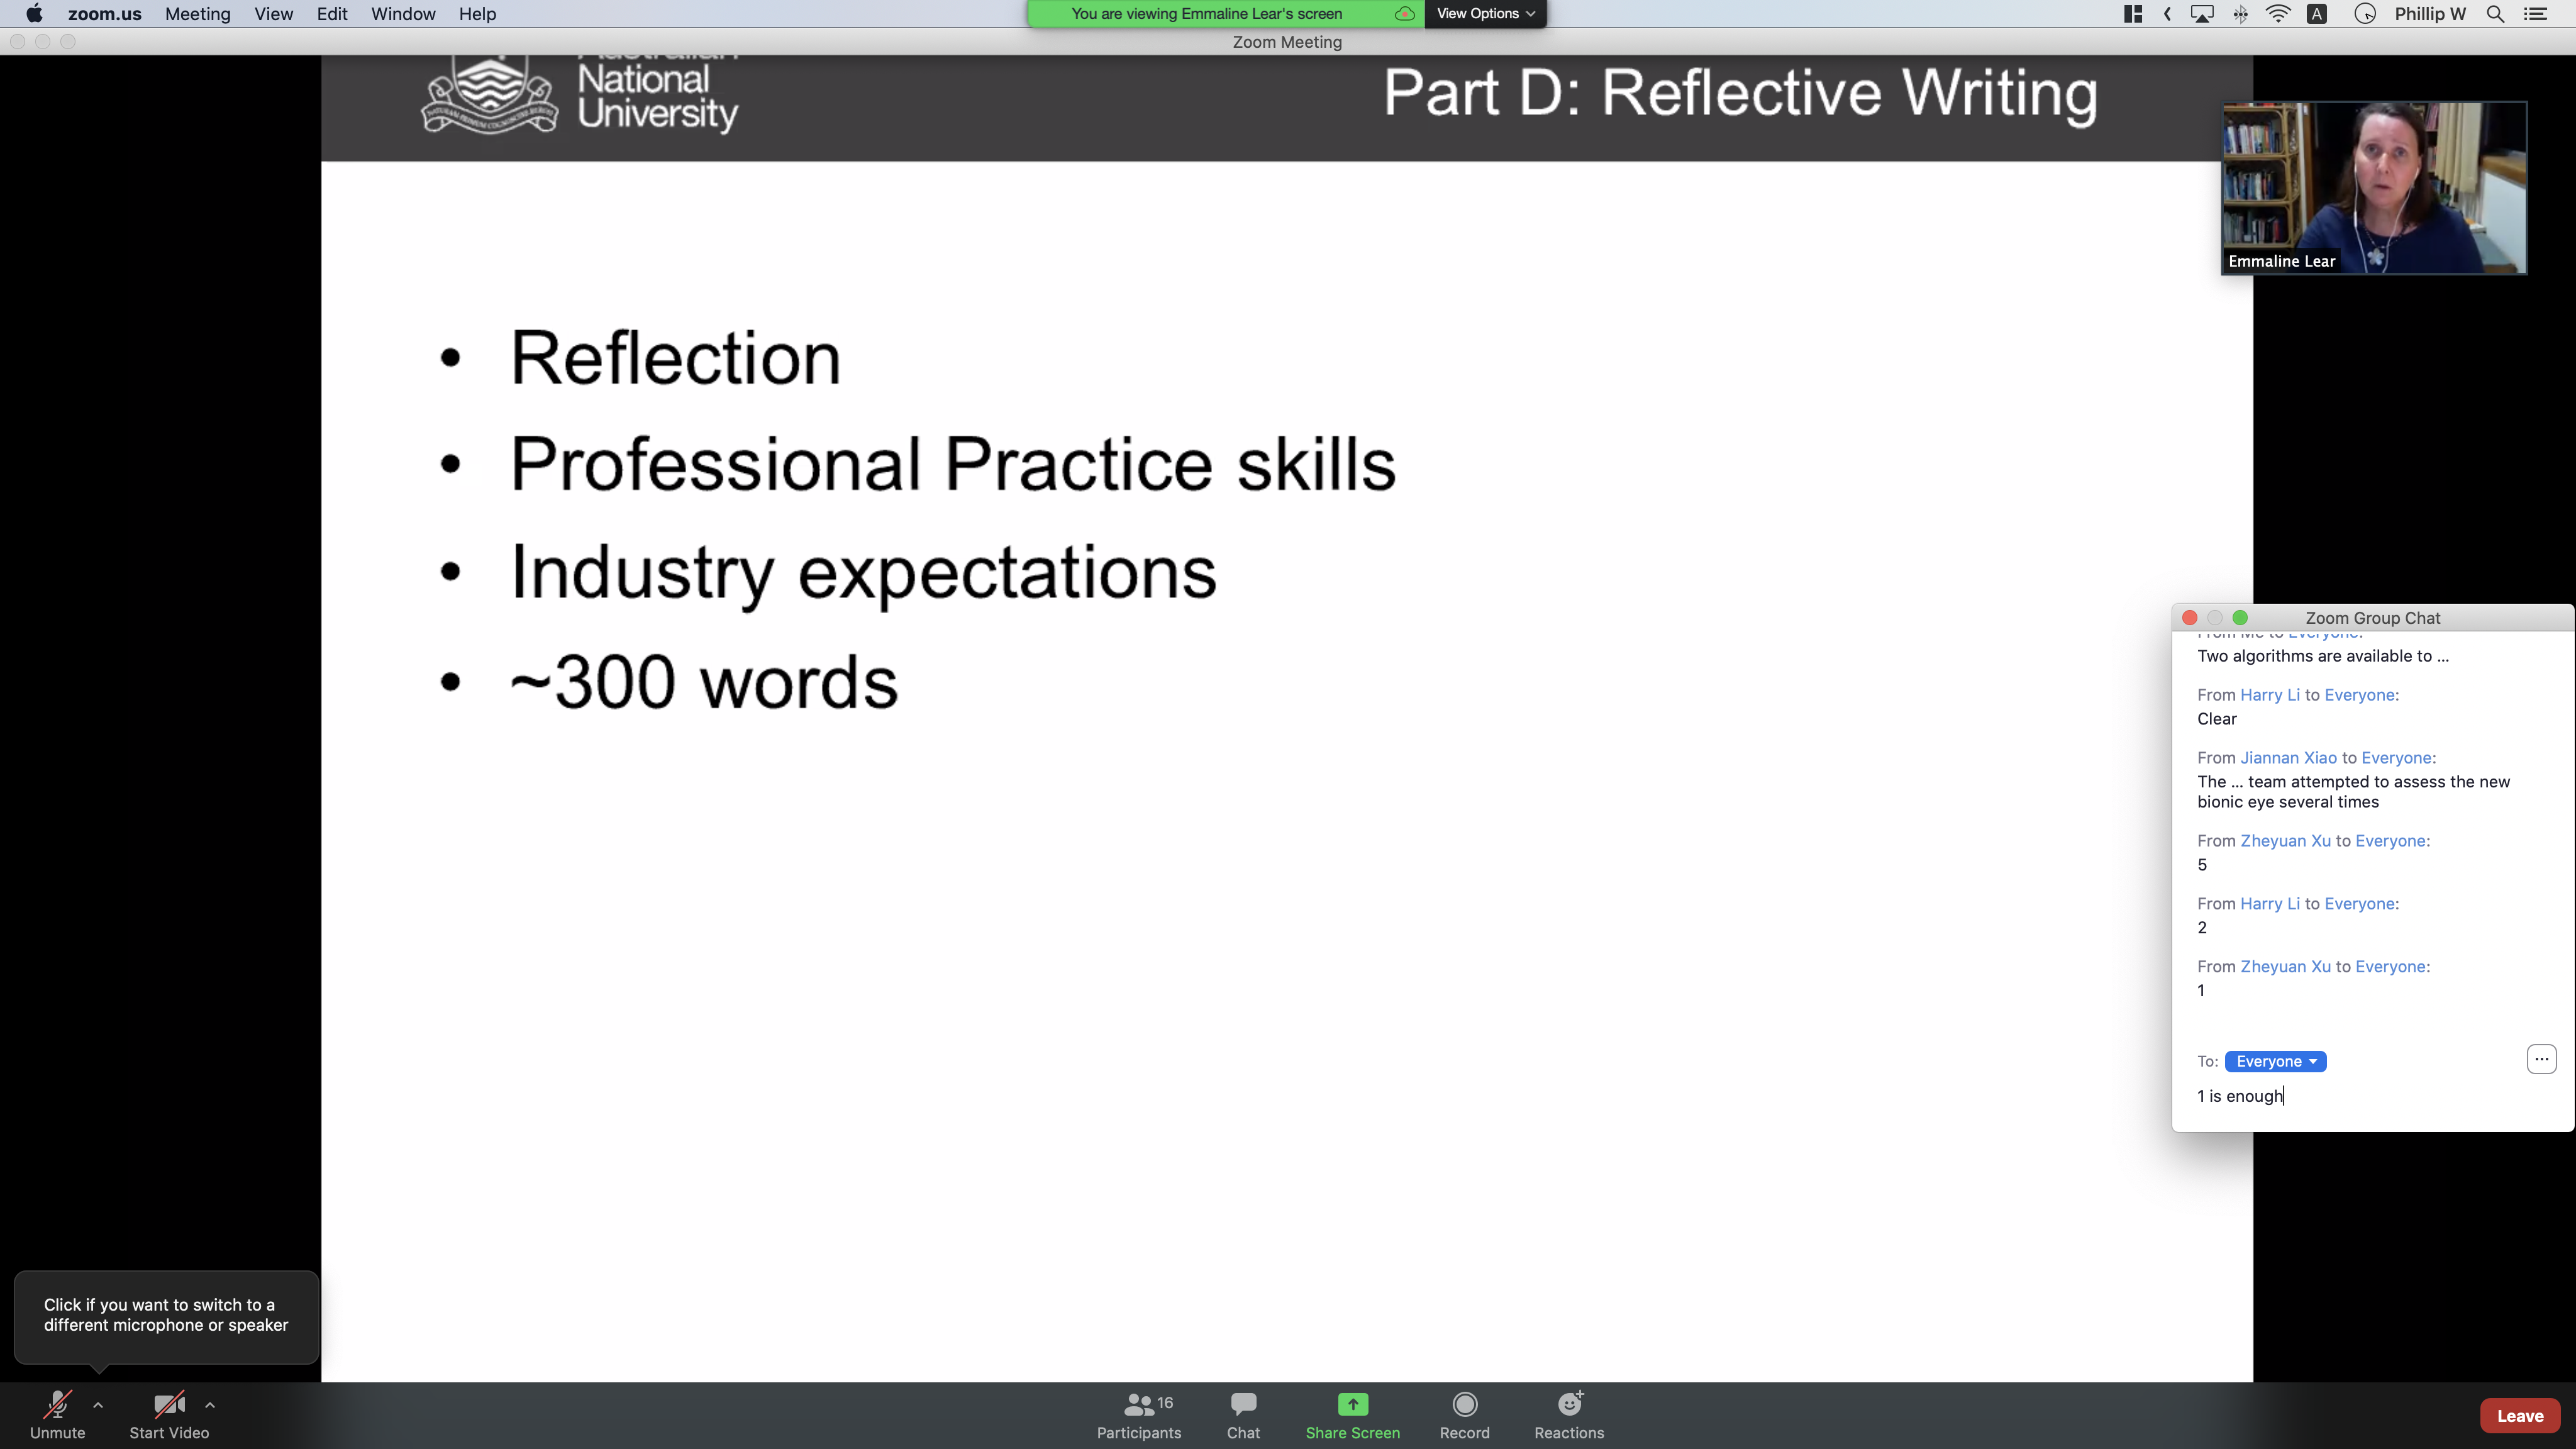 zoom.us Meeting View Edit Window Help
You are viewing Emmaline Lear's screen View Options
A Phillip W
Zoom Meeting
Australian
National
University
Part D: Reflective Writing
Emmaline Lear
• Reflection
• Professional Practice skills
• Industry expectations
• ~300 words
Zoom Group Chat
From Me to Everyone:
Two algorithms are available to ...
From Harry Li to Everyone:
Clear
From Jiannan Xiao to Everyone:
The ... team attempted to assess the new
bionic eye several times
From Zheyuan Xu to Everyone:
5
From Harry Li to Everyone:
2
From Zheyuan Xu to Everyone:
1
To: Everyone
1 is enough
Click if you want to switch to a
different microphone or speaker
Unmute
Start Video
16
Participants
Chat
Share Screen
Record
Reactions
Leave